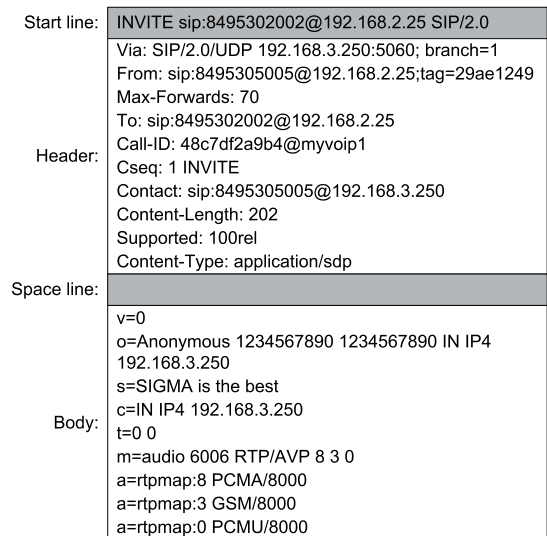 Start line: INVITE sip:8495302002@192.168.2.25 SIP/2.0
Header:
Via: SIP/2.0/UDP 192.168.3.250:5060; branch=1
From: sip:8495305005@192.168.2.25;tag=29ae1249
Max-Forwards: 70
To: sip:8495302002@192.168.2.25
Call-ID: 48c7df2a9b4@myvoip1
Cseq: 1 INVITE
Contact: sip:8495305005@192.168.3.250
Content-Length: 202
Supported: 100rel
Content-Type: application/sdp
Space line:
Body:
v=0
o=Anonymous 1234567890 1234567890 IN IP4
192.168.3.250
s=SIGMA is the best
c=IN IP4 192.168.3.250
t=0 0
m=audio 6006 RTP/AVP 8 3 0
a=rtpmap:8 PCMA/8000
a=rtpmap:3 GSM/8000
a=rtpmap:0 PCMU/8000